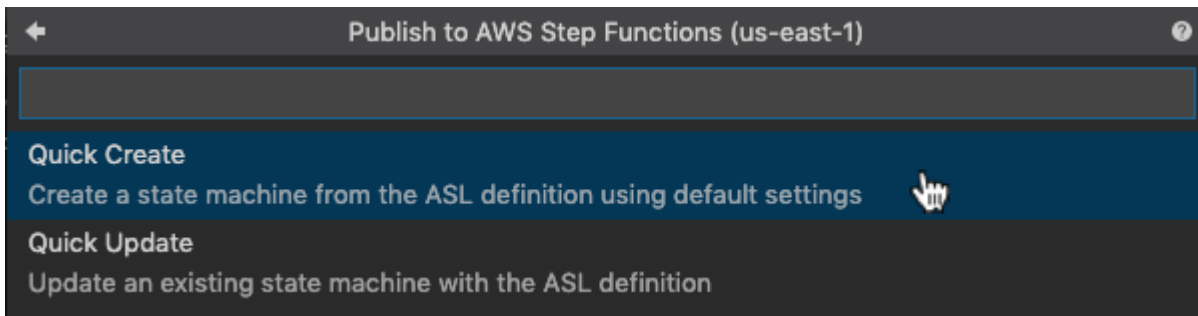 Publish to AWS Step Functions (us-east-1)
Quick Create
Create a state machine from the ASL definition using default settings
Quick Update
Update an existing state machine with the ASL definition